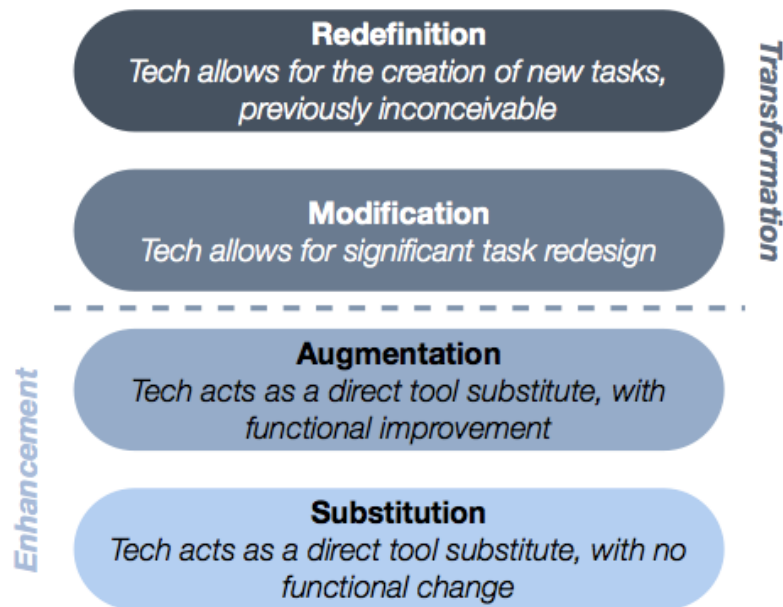 Redefinition
Tech allows for the creation of new tasks,
previously inconceivable
Modification
Tech allows for significant task redesign
Transformation
Augmentation
Tech acts as a direct tool substitute, with
functional improvement
Substitution
Tech acts as a direct tool substitute, with no
functional change
Enhancement